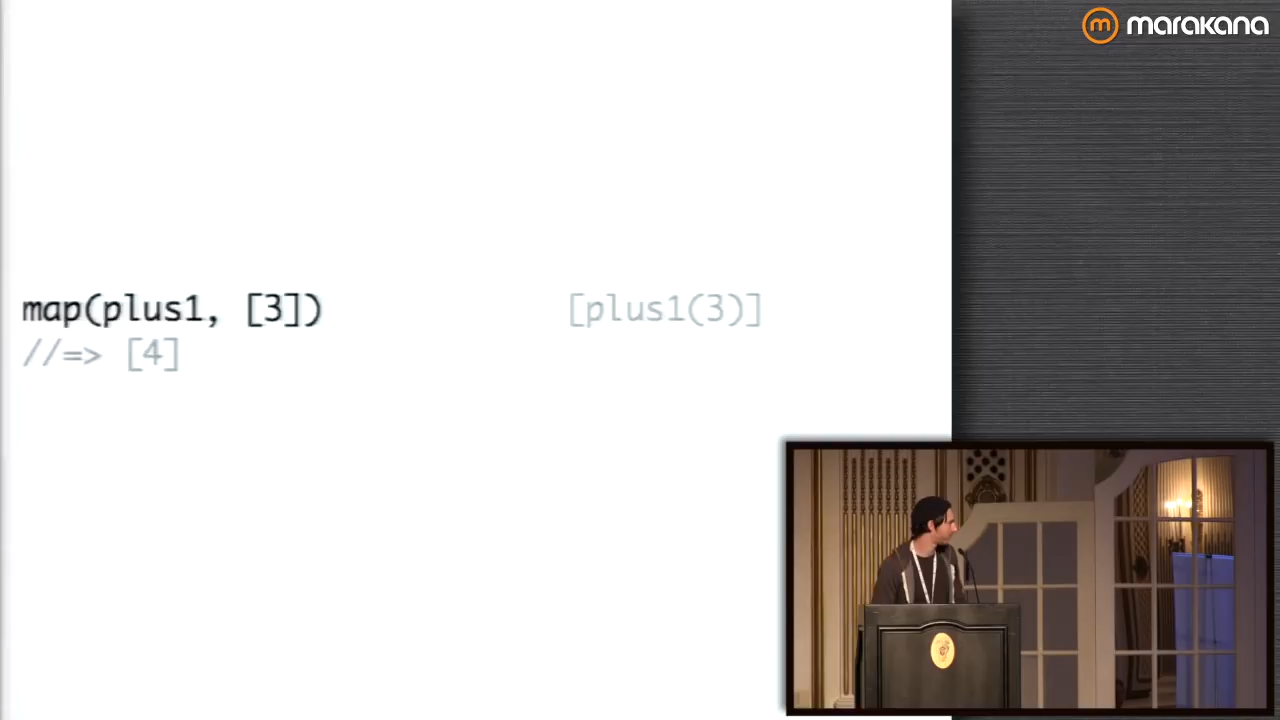 marakana
map(plus1, [3])
[plus1(3)]
//=> [4]